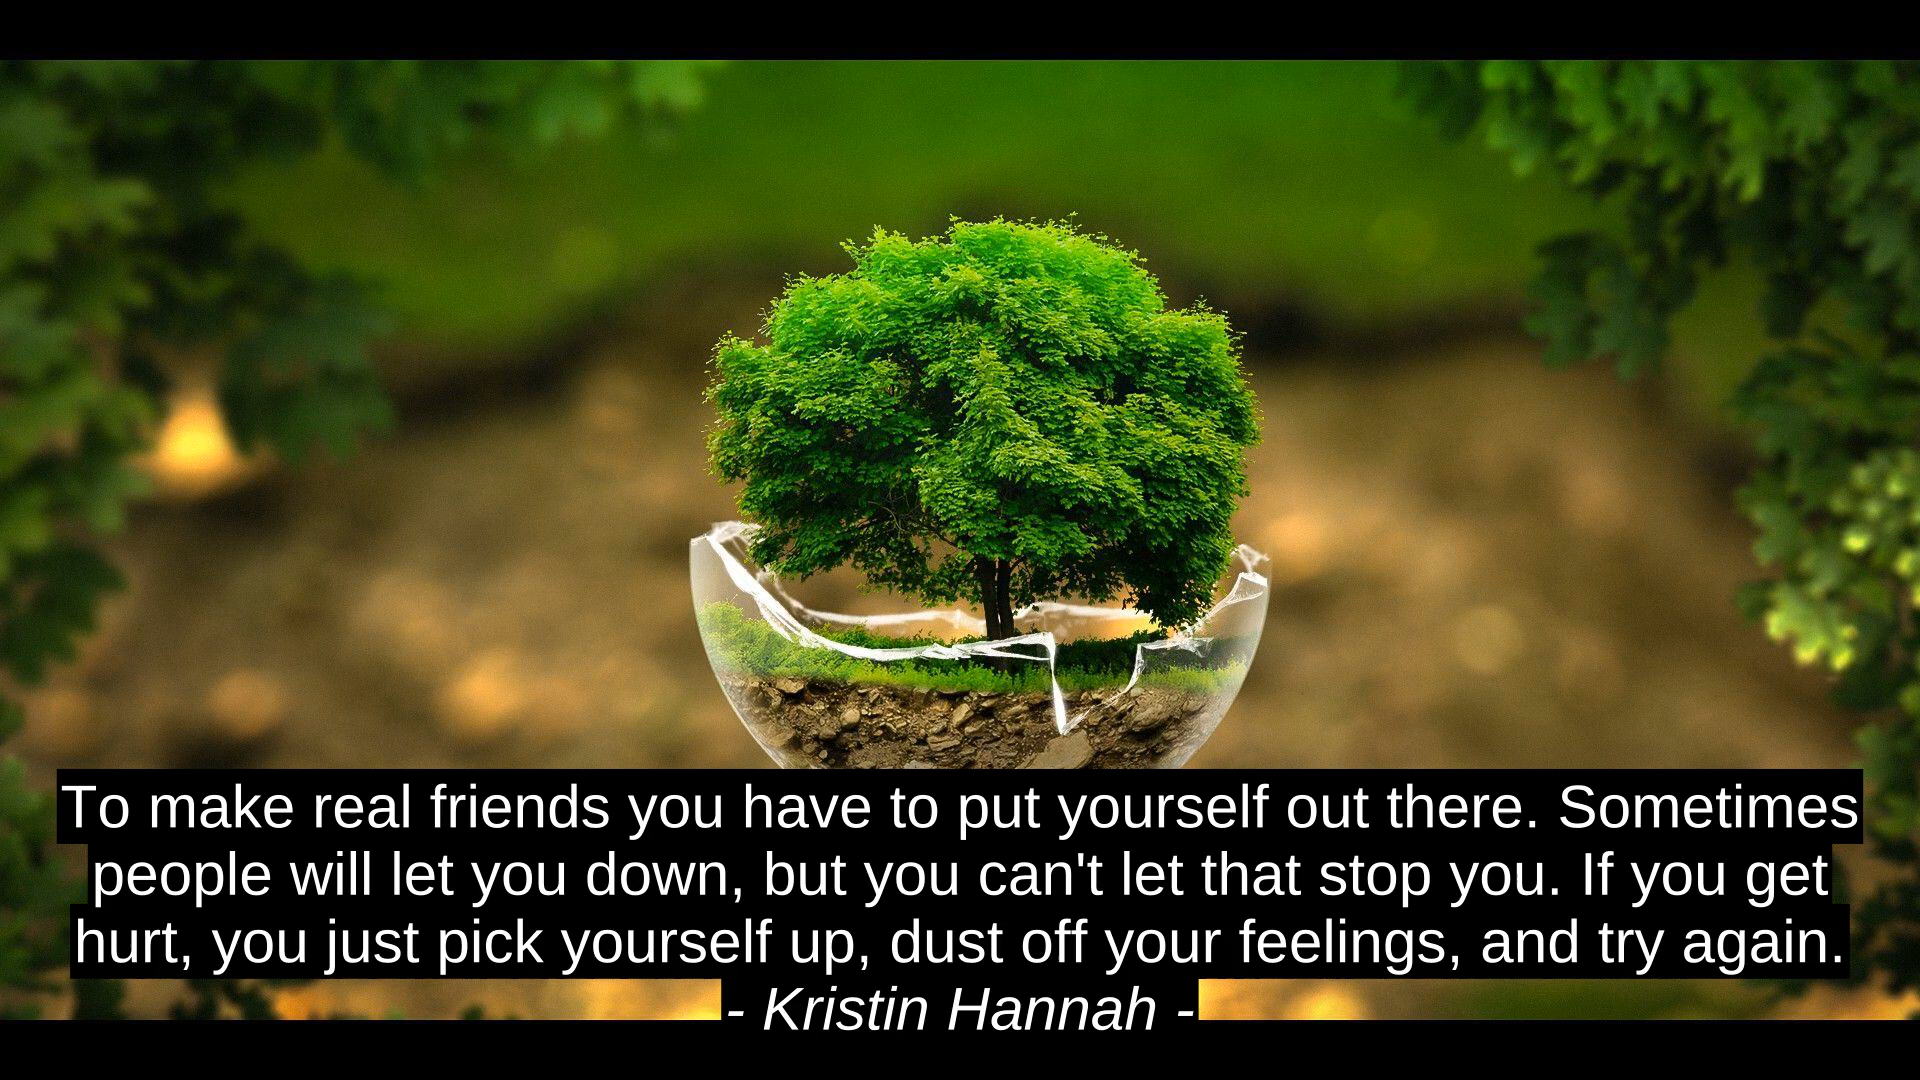 To make real friends you have to put yourself out there. Sometimes
people will let you down, but you can't let that stop you. If you get
hurt, you just pick yourself up, dust off your feelings, and try again.
- Kristin Hannah -